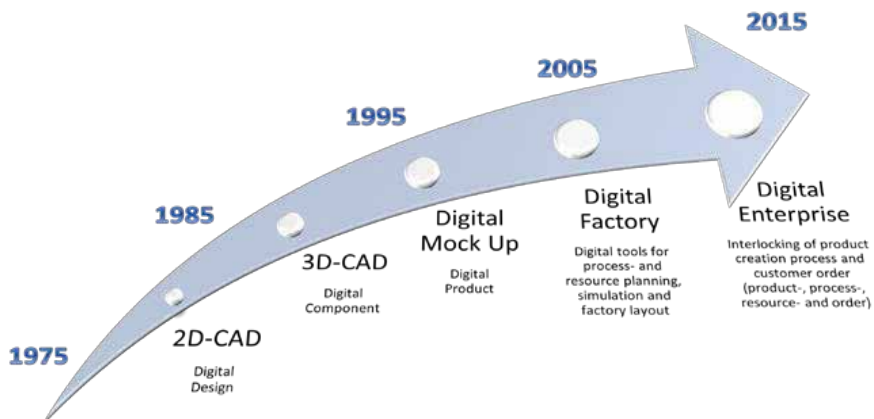 1975
2D-CAD
Digital
Design
1985
3D-CAD
Digital
Component
1995
Digital
Mock Up
Digital
Product
2005
Digital
Factory
Digital tools for
process- and
resource planning,
simulation and
factory layout
2015
Digital
Enterprise
Interlocking of product
creation process and
customer order
(product-, process-,
resource- and order)